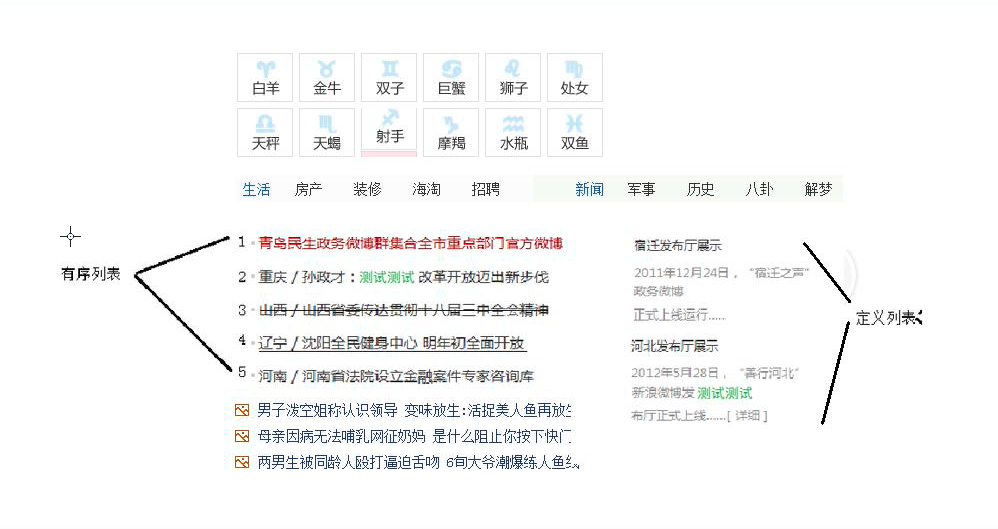 白羊 金牛 双子 巨蟹 狮子 处女
天秤 天蝎 射手 摩羯 水瓶 双鱼
生活 房产 装修 海淘 招聘 新闻 军事 历史 八卦 解梦
有序列表
1 青岛民生政务微博群集合全市重点部门官方微博
2 重庆 / 孙政才：测试测试 改革开放迈出新步伐
3 山西 / 山西省委传达贯彻十八届三中全会精神
4 辽宁 / 沈阳全民健身中心 明年初全面开放
5 河南 / 河南省法院设立金融案件专家咨询库
男子泼空姐称认识领导 变味放生:活捉美人鱼再放生
母亲因病无法哺乳网征奶妈 是什么阻止你按下快门
两男生被同龄人殴打逼迫舌吻 6旬大爷潮爆练人鱼线
宿迁发布厅展示
2011年12月24日，“宿迁之声”
政务微博
正式上线运行......
河北发布厅展示
2012年5月28日，“善行河北”
新浪微博发 测试测试
布厅正式上线......[ 详细 ]
定义列表